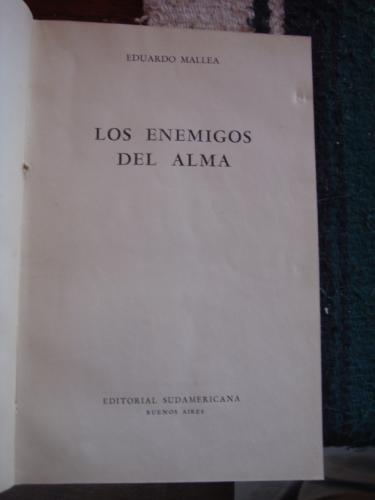 EDUARDO MALLEA
LOS ENEMIGOS
DEL ALMA
EDITORIAL SUDAMERICANA
BUENOS AIRES